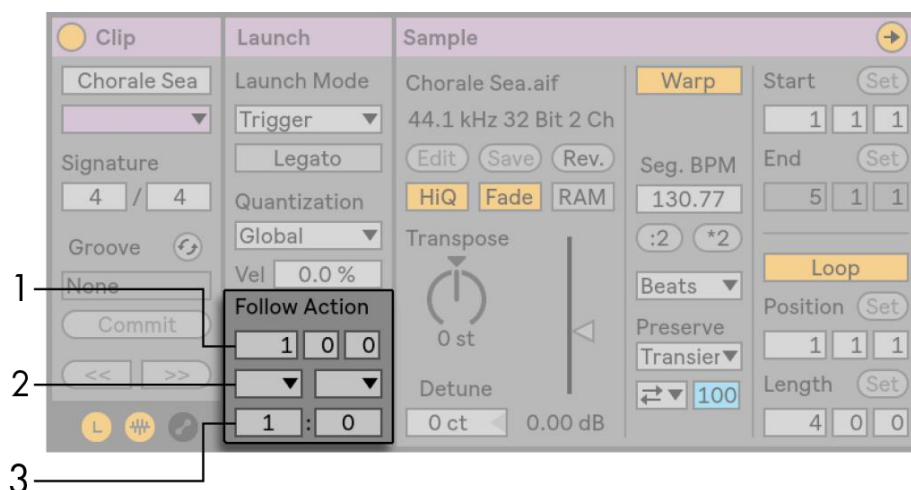 Clip
Launch
Sample
Chorale Sea
Signature
4 / 4
Groove
None
Commit
<< >>
L
Launch Mode
Trigger
Legato
Quantization
Global
Vel 0.0 %
Follow Action
1 0 0
1 : 0
Chorale Sea.aif
44.1 kHz 32 Bit 2 Ch
Edit Save Rev.
HiQ Fade RAM
Transpose
0 st
Detune
0 ct 0.00 dB
Warp
Seg. BPM
130.77
:2 *2
Beats
Preserve
Transier
100
Start Set
1 1 1
End Set
5 1 1
Loop
Position Set
1 1 1
Length Set
4 0 0
1
2
3